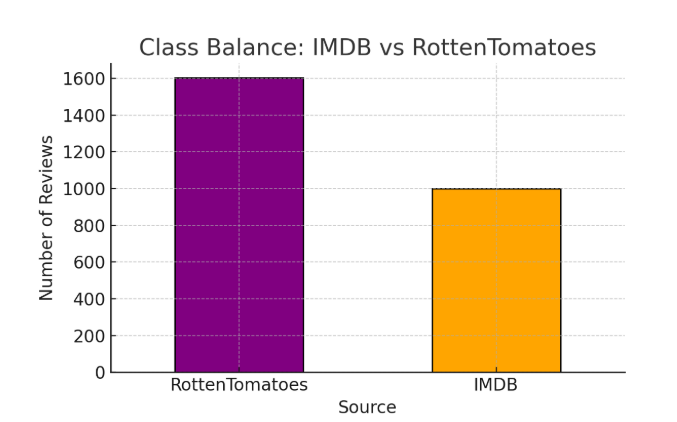 Class Balance: IMDB vs RottenTomatoes
Number of Reviews
1600
1400
1200
1000
800
600
400
200
0
RottenTomatoes IMDB
Source